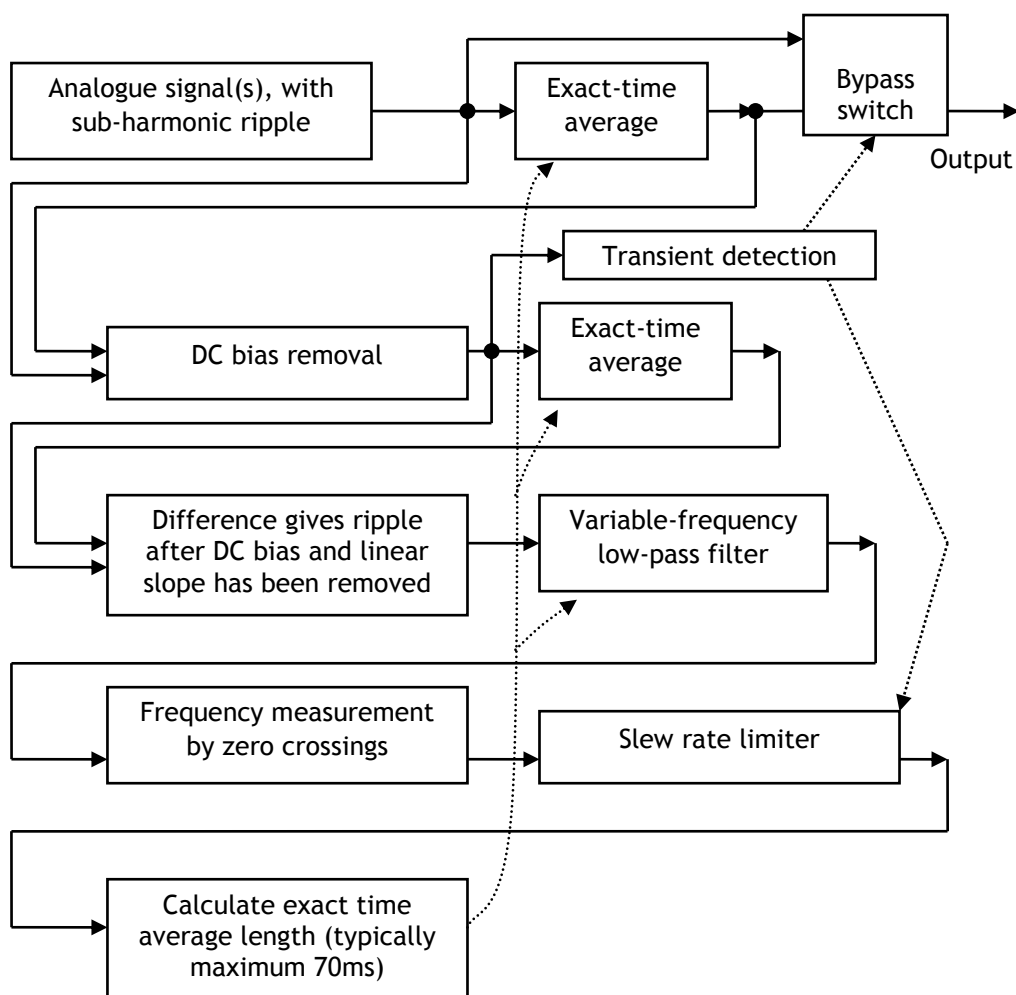 Analogue signal(s), with
sub-harmonic ripple
Exact-time
average
Bypass
switch
Output
Transient detection
DC bias removal
Exact-time
average
Difference gives ripple
after DC bias and linear
slope has been removed
Variable-frequency
low-pass filter
Frequency measurement
by zero crossings
Slew rate limiter
Calculate exact time
average length (typically
maximum 70ms)